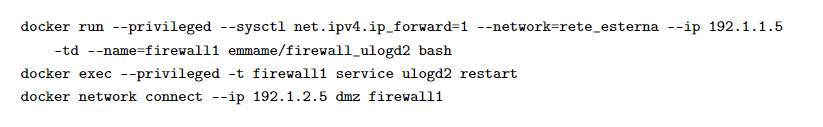 docker run --privileged --sysctl net.ipv4.ip_forward=1 --network=rete_esterna --ip 192.1.1.5
-td --name=firewall1 emmame/firewall_ulogd2 bash
docker exec --privileged -t firewall1 service ulogd2 restart
docker network connect --ip 192.1.2.5 dmz firewall1